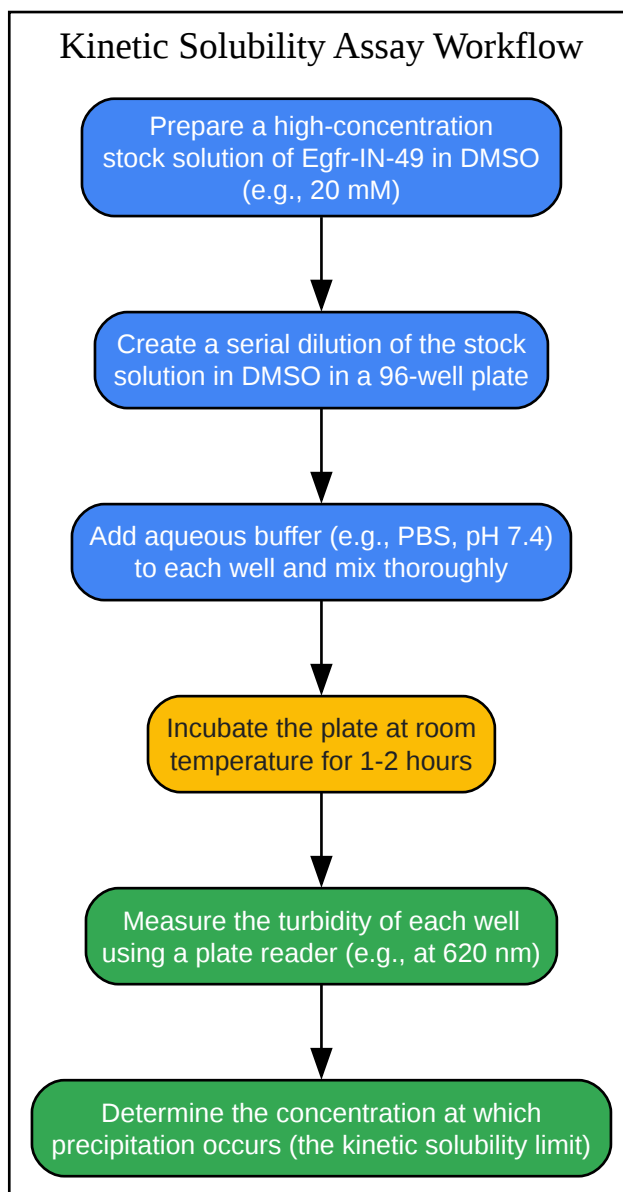 Kinetic Solubility Assay Workflow
Prepare a high-concentration
stock solution of Egfr-IN-49 in DMSO
(e.g., 20 mM)
Create a serial dilution of the stock
solution in DMSO in a 96-well plate
Add aqueous buffer (e.g., PBS, pH 7.4)
to each well and mix thoroughly
Incubate the plate at room
temperature for 1-2 hours
Measure the turbidity of each well
using a plate reader (e.g., at 620 nm)
Determine the concentration at which
precipitation occurs (the kinetic solubility limit)